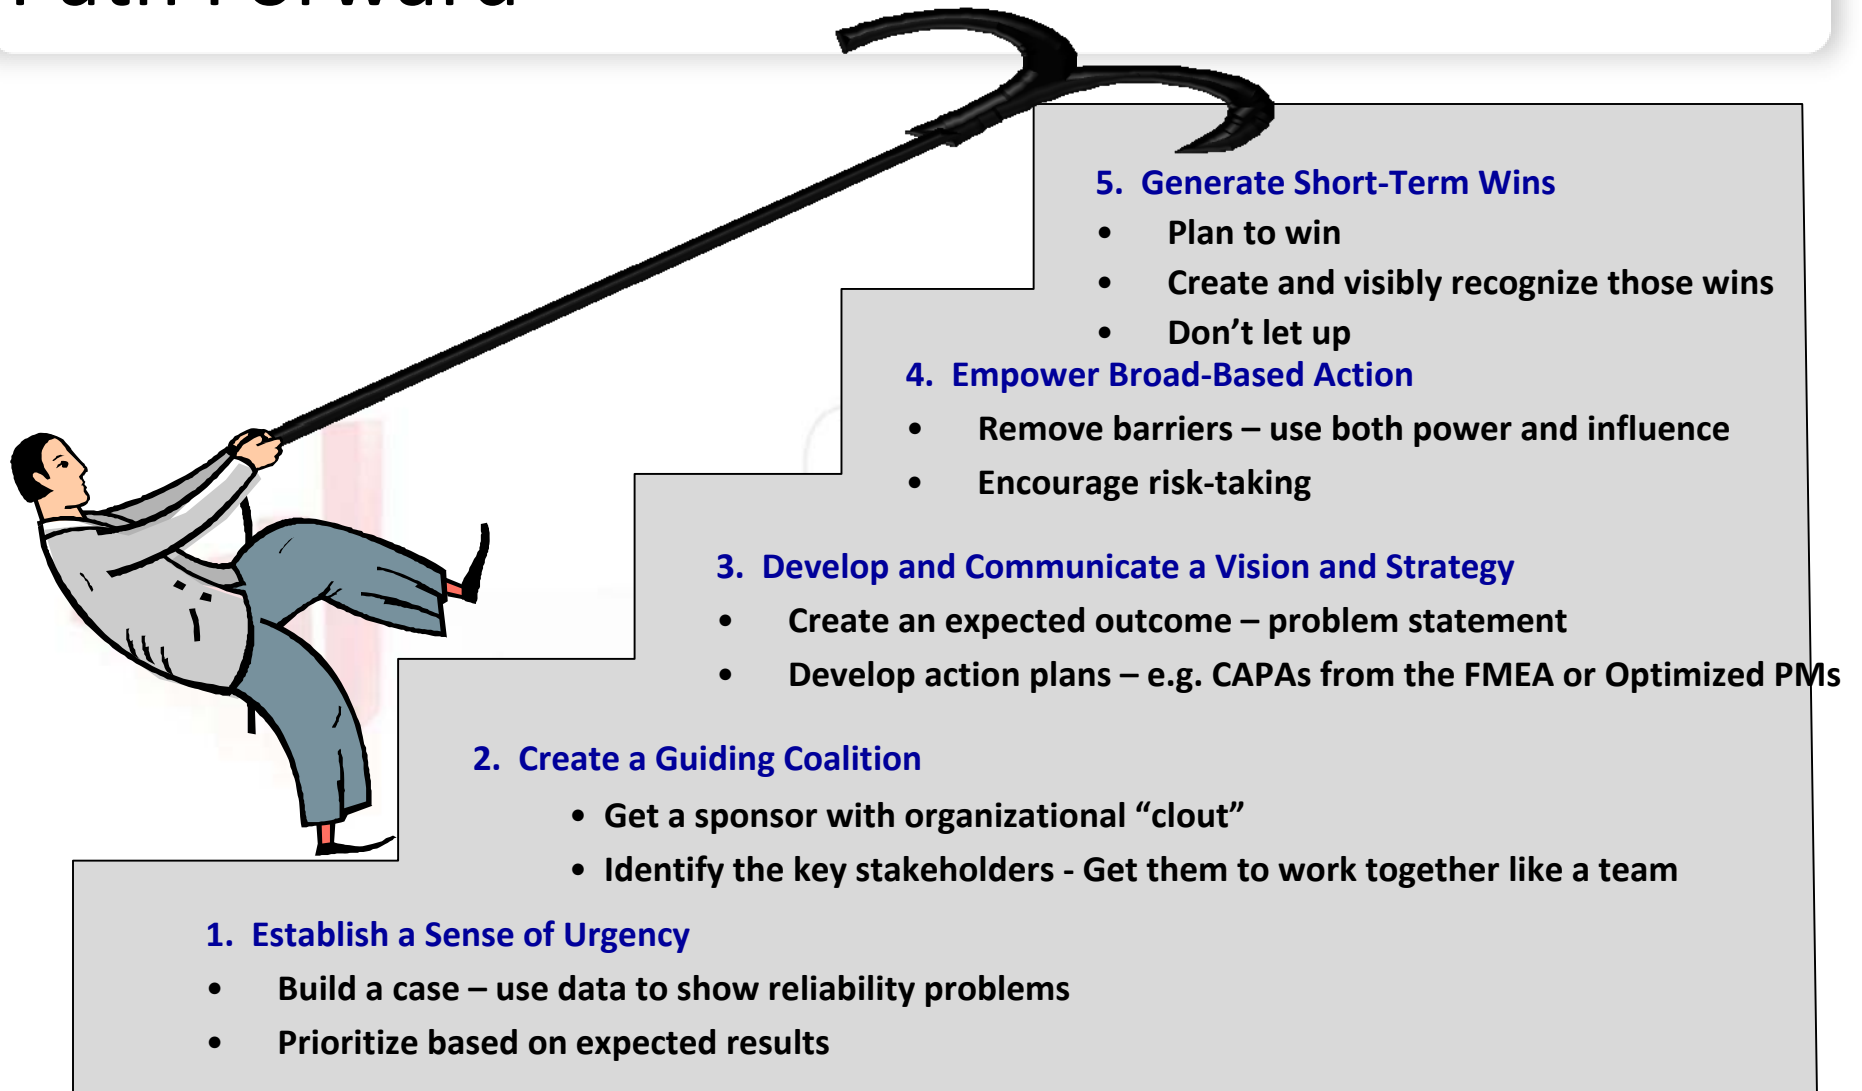 Path Forward
5. Generate Short-Term Wins
• Plan to win
• Create and visibly recognize those wins
• Don’t let up
4. Empower Broad-Based Action
• Remove barriers – use both power and influence
• Encourage risk-taking
3. Develop and Communicate a Vision and Strategy
• Create an expected outcome – problem statement
• Develop action plans – e.g. CAPAs from the FMEA or Optimized PMs
2. Create a Guiding Coalition
• Get a sponsor with organizational “clout”
• Identify the key stakeholders - Get them to work together like a team
1. Establish a Sense of Urgency
• Build a case – use data to show reliability problems
• Prioritize based on expected results